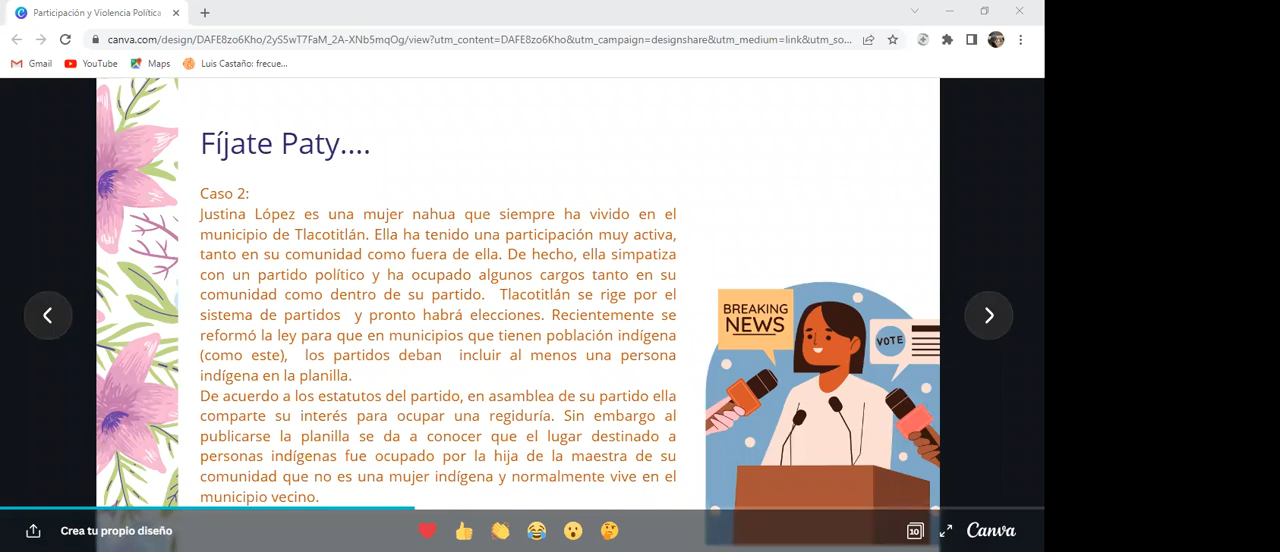 Participación y Violencia Política
canva.com/design/DAFE8zo6Kho/2yS5wT7FaM_2A-XNb5mqOg/view?utm_content=DAFE8zo6Kho&utm_campaign=designshare&utm_medium=link&utm_so...
Gmail YouTube Maps Luis Castaño: frecue...
Fíjate Paty....
Caso 2:
Justina López es una mujer nahua que siempre ha vivido en el
municipio de Tlacotitlán. Ella ha tenido una participación muy activa,
tanto en su comunidad como fuera de ella. De hecho, ella simpatiza
con un partido político y ha ocupado algunos cargos tanto en su
comunidad como dentro de su partido. Tlacotitlán se rige por el
sistema de partidos y pronto habrá elecciones. Recientemente se
reformó la ley para que en municipios que tienen población indígena
(como este), los partidos deban incluir al menos una persona
indígena en la planilla.
De acuerdo a los estatutos del partido, en asamblea de su partido ella
comparte su interés para ocupar una regiduría. Sin embargo al
publicarse la planilla se da a conocer que el lugar destinado a
personas indígenas fue ocupado por la hija de la maestra de su
comunidad que no es una mujer indígena y normalmente vive en el
municipio vecino.
BREAKING
NEWS
VOTE
Crea tu propio diseño
10
Canva